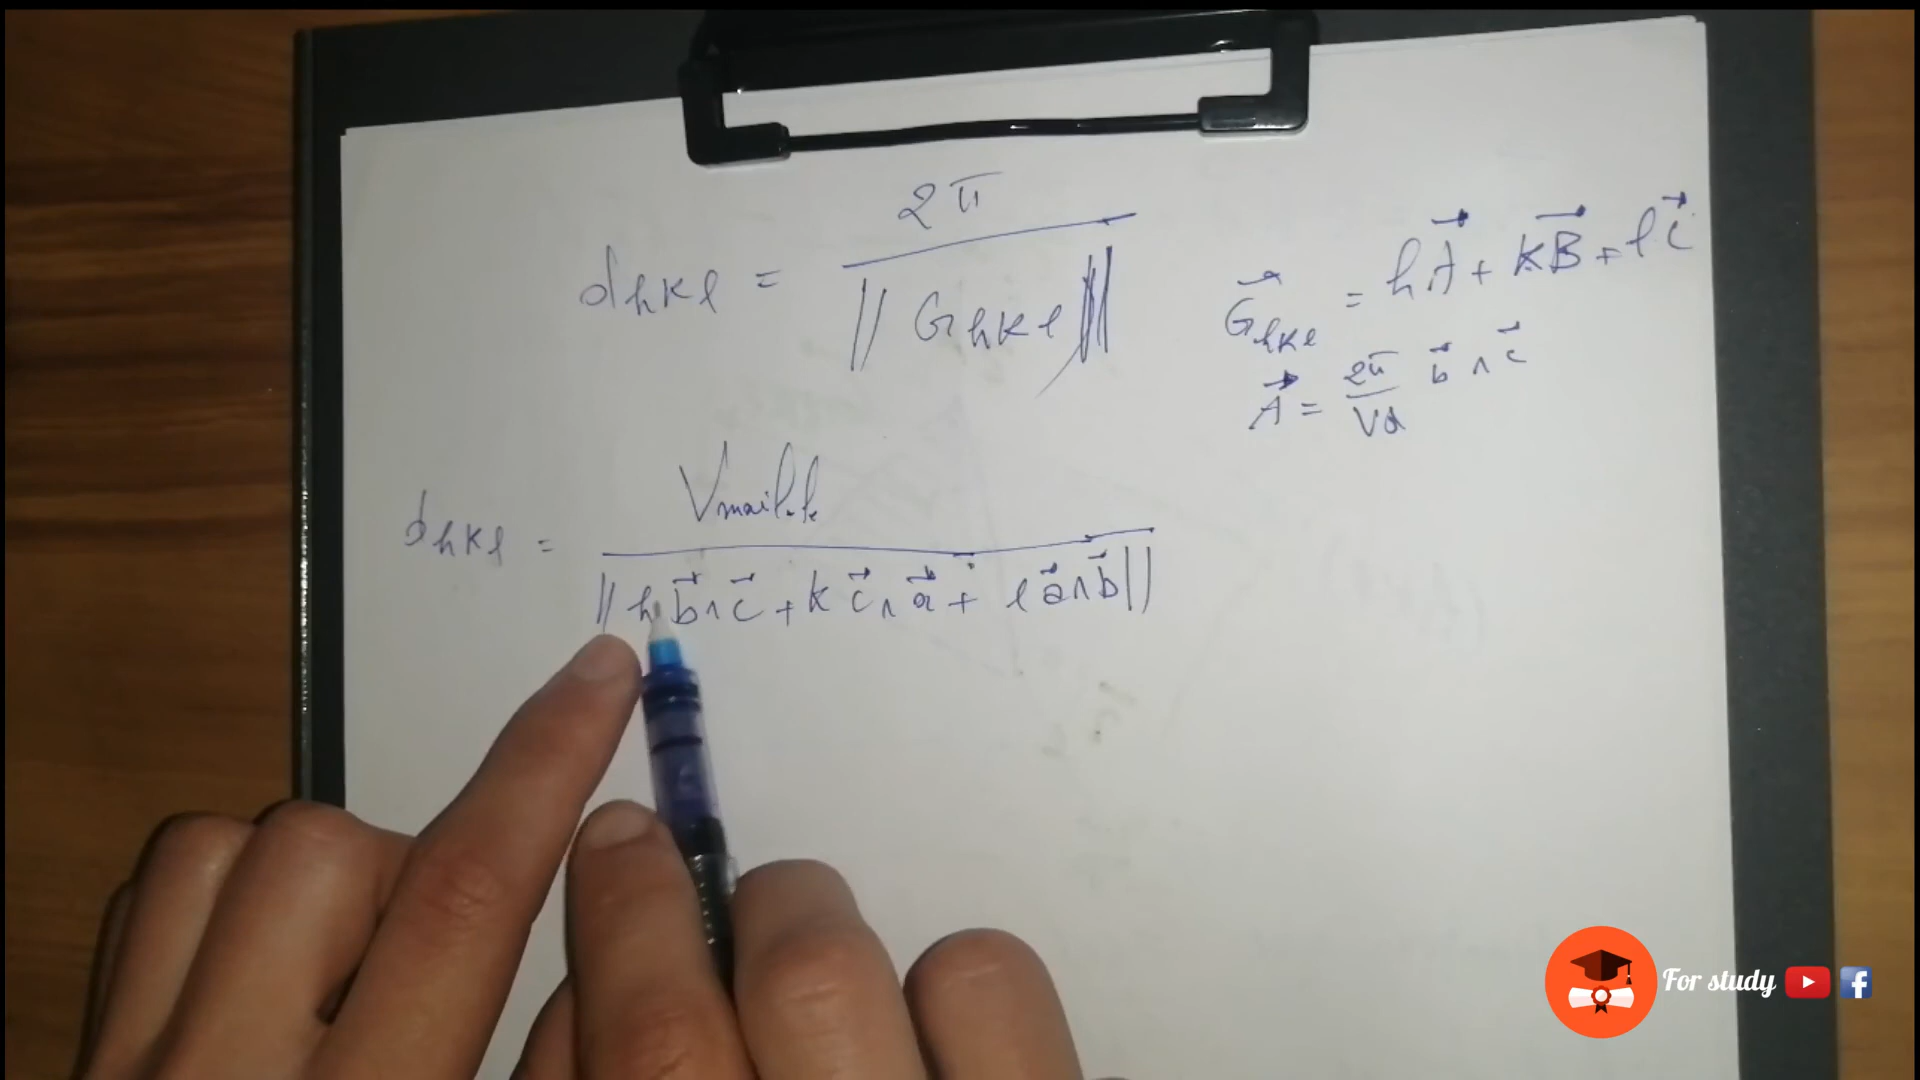 d_hkl = 2π / ||G_hkl||
G⃗_hkl = hA⃗ + kB⃗ + lC⃗
A⃗ = 2π/Vd b⃗ ∧ c⃗
d_hkl = Vmaille / ||h b⃗∧c⃗ + k c⃗∧a⃗ + l a⃗∧b⃗||
For study